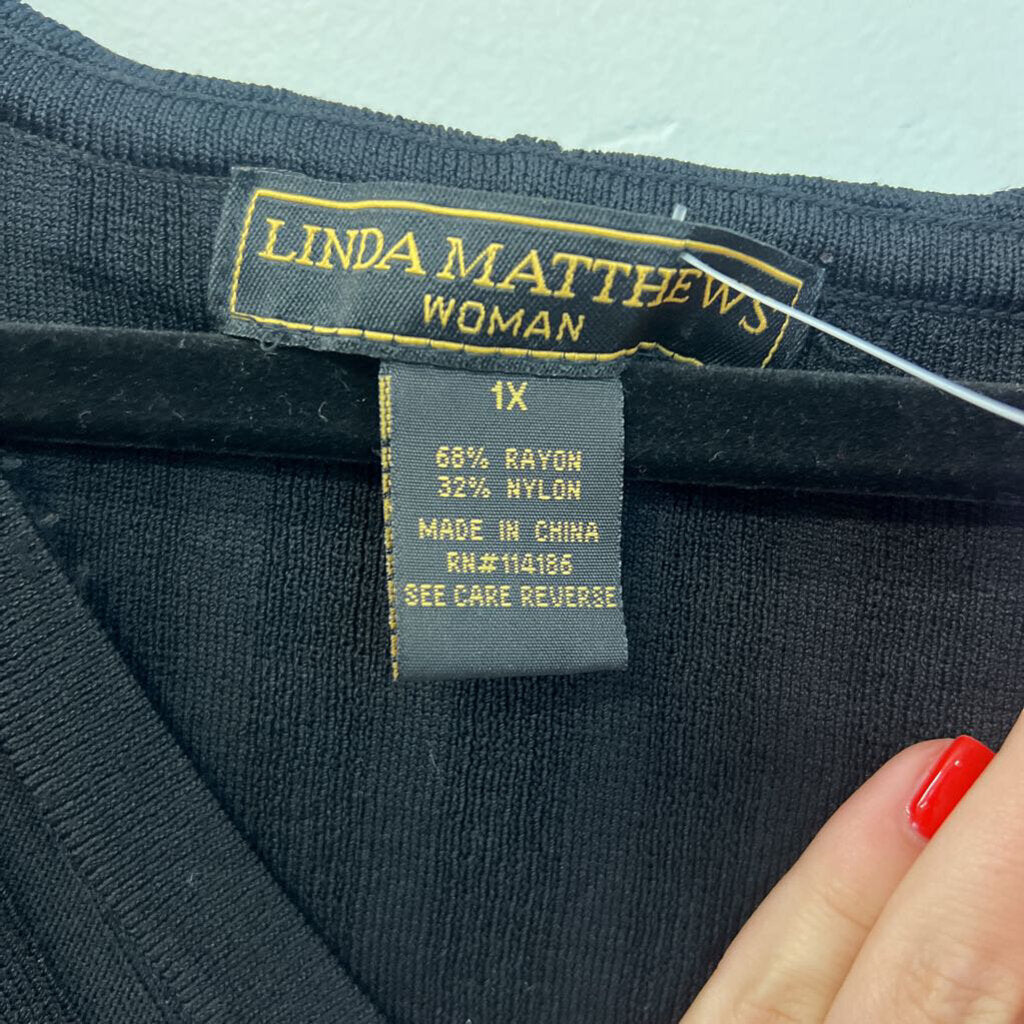 LINDA MATTHEWS
WOMAN
1X
68% RAYON
32% NYLON
MADE IN CHINA
RN#114186
SEE CARE REVERSE